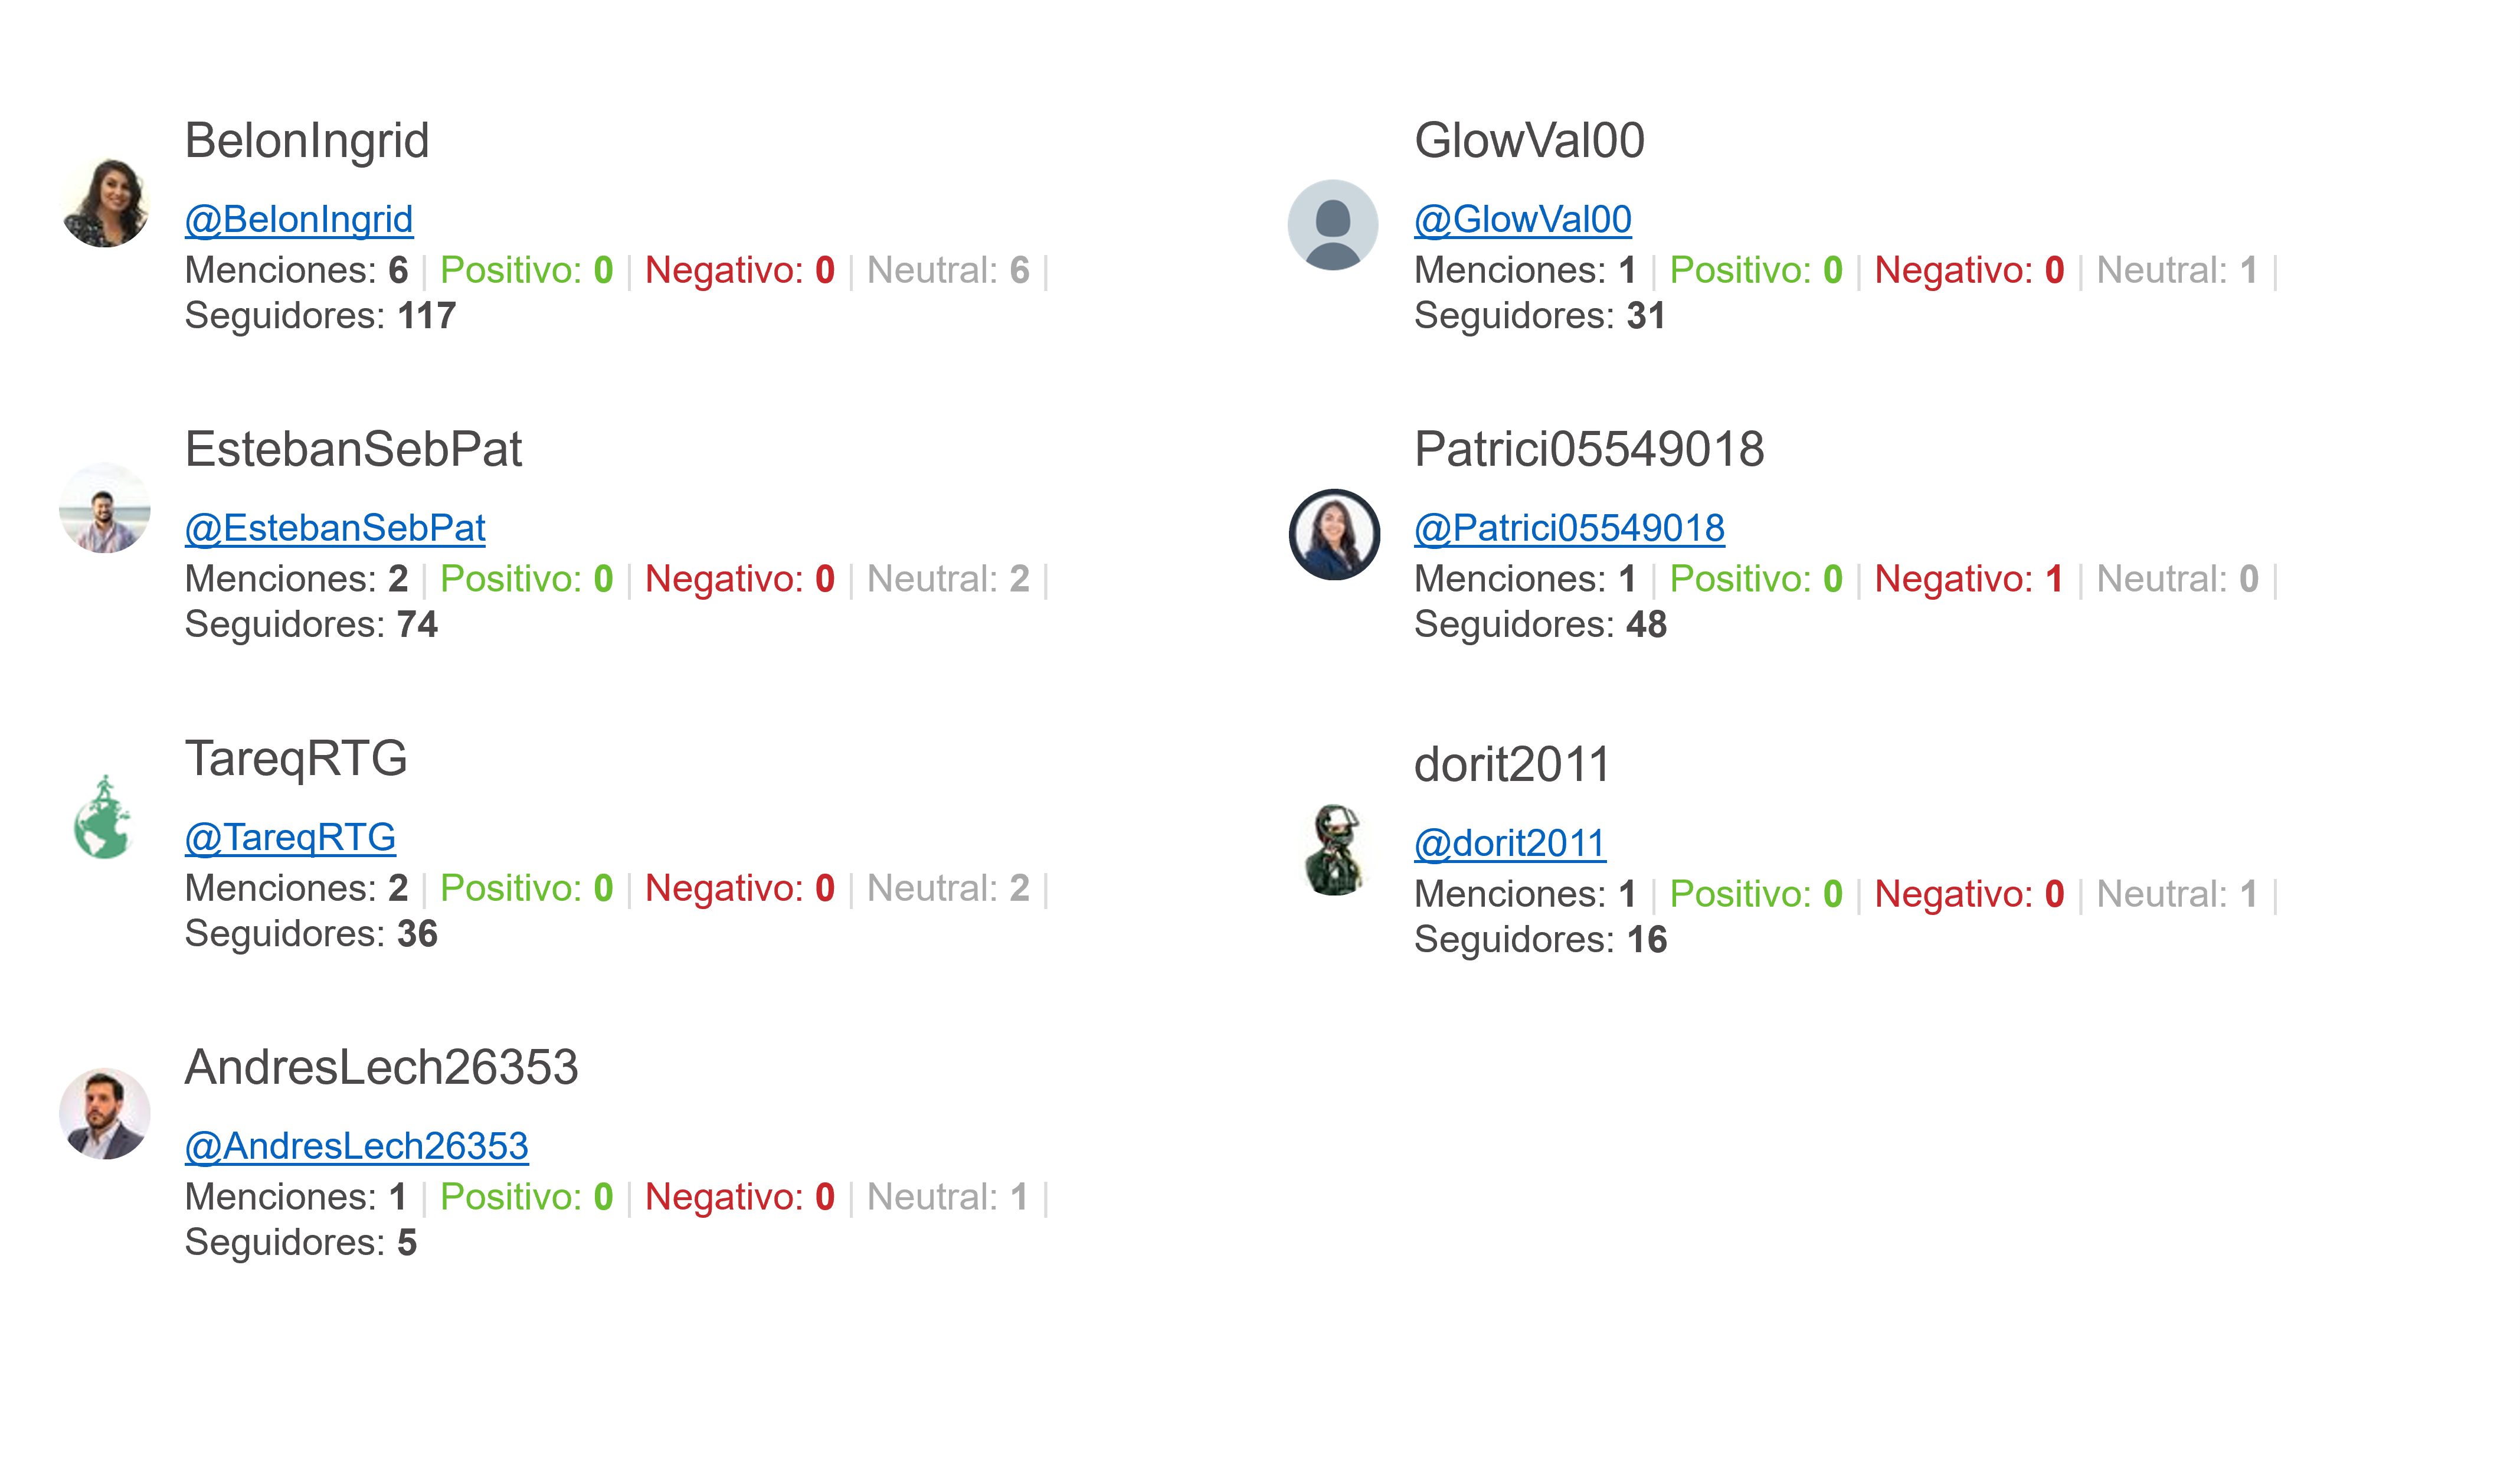 BelonIngrid
@BelonIngrid
Menciones: 6 | Positivo: 0 | Negativo: 0 | Neutral: 6 |
Seguidores: 117
EstebanSebPat
@EstebanSebPat
Menciones: 2 | Positivo: 0 | Negativo: 0 | Neutral: 2 |
Seguidores: 74
TareqRTG
@TareqRTG
Menciones: 2 | Positivo: 0 | Negativo: 0 | Neutral: 2 |
Seguidores: 36
AndresLech26353
@AndresLech26353
Menciones: 1 | Positivo: 0 | Negativo: 0 | Neutral: 1 |
Seguidores: 5
GlowVal00
@GlowVal00
Menciones: 1 | Positivo: 0 | Negativo: 0 | Neutral: 1 |
Seguidores: 31
Patrici05549018
@Patrici05549018
Menciones: 1 | Positivo: 0 | Negativo: 1 | Neutral: 0 |
Seguidores: 48
dorit2011
@dorit2011
Menciones: 1 | Positivo: 0 | Negativo: 0 | Neutral: 1 |
Seguidores: 16